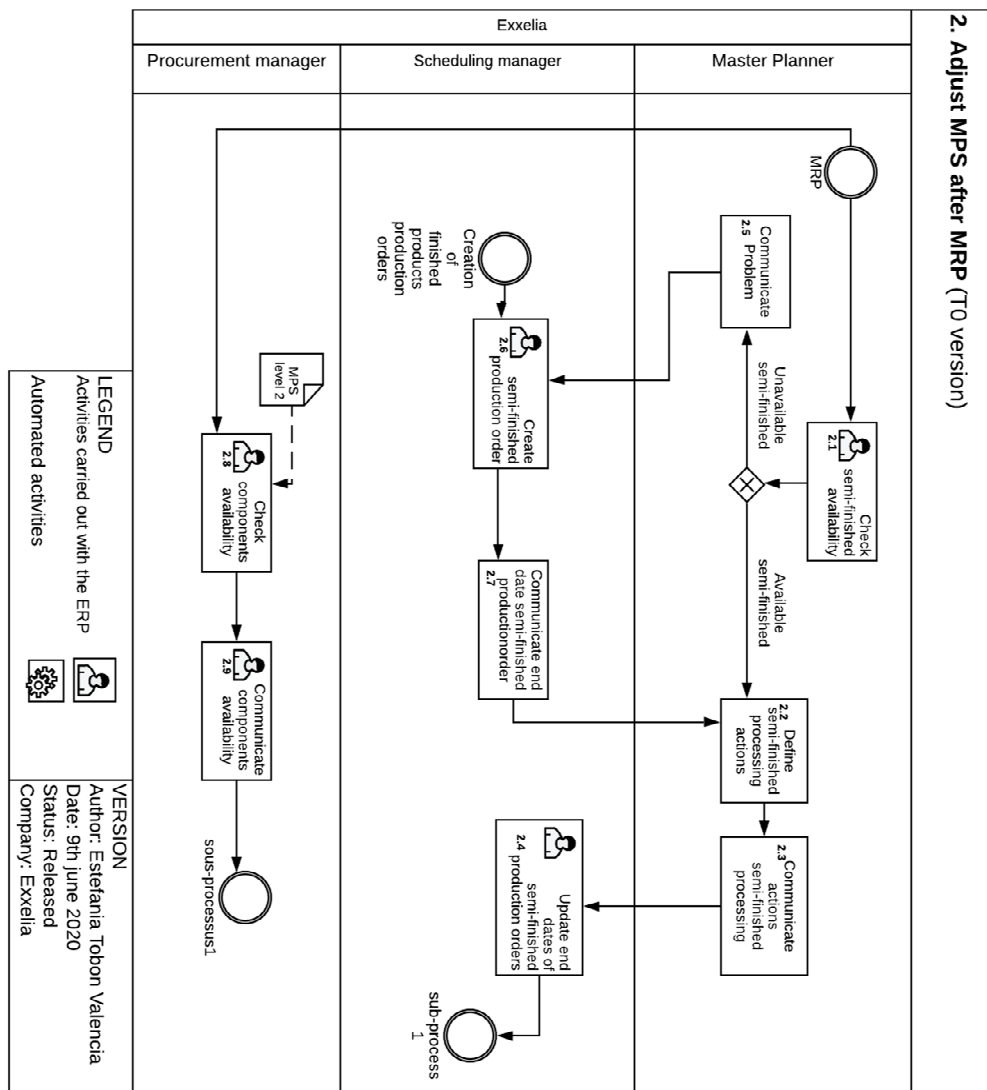 2. Adjust MPS after MRP (T0 version)
Exxelia
Master Planner
MRP
Check
semi-finished
availability
2.1
Unavailable
semi-finished
Available
semi-finished
Communicate
Problem
2.5
2.2 Define
semi-finished
processing
actions
2.3 Communicate
actions
semi-finished
processing
Scheduling manager
Creation
of
finished
products
production
orders
Create
semi-finished
production order
2.6
Communicate end
date semi-finished
productionorder
2.7
Update end
dates of
semi-finished
production orders
2.4
sub-process
1
Procurement manager
MPS
level 2
Check
components
availability
2.8
Communicate
components
availability
2.9
sous-processus1
LEGEND
Activities carried out with the ERP
Automated activities
VERSION
Author: Estefania Tobon Valencia
Date: 9th june 2020
Status: Released
Company: Exxelia